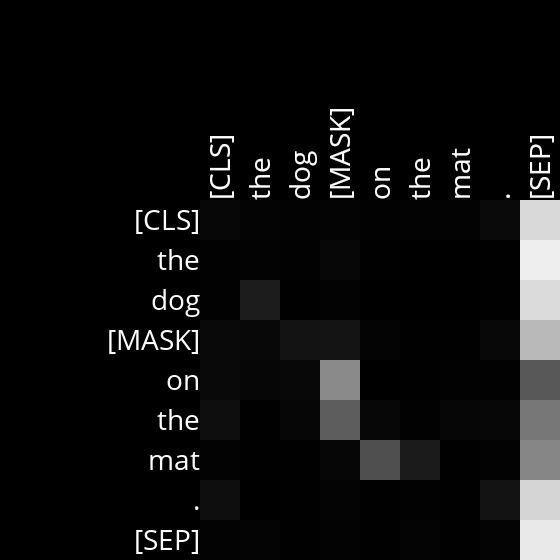 [CLS] the dog [MASK] on the mat . [SEP]
[CLS]
the
dog
[MASK]
on
the
mat
.
[SEP]